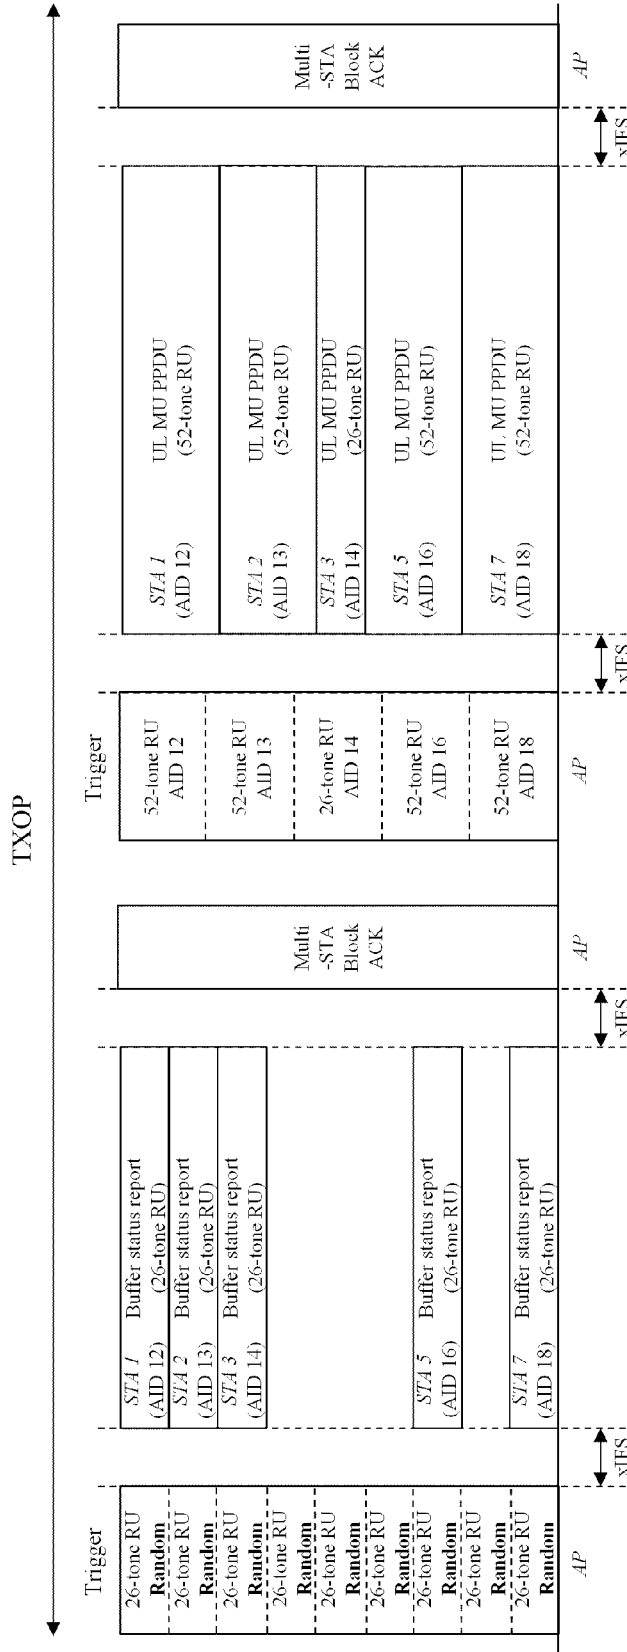 TXOP
Trigger
26-tone RU
Random
26-tone RU
Random
26-tone RU
Random
26-tone RU
Random
26-tone RU
Random
26-tone RU
Random
26-tone RU
Random
26-tone RU
Random
26-tone RU
Random
AP
xIFS
STA 1 Buffer status report
(AID 12) (26-tone RU)
STA 2 Buffer status report
(AID 13) (26-tone RU)
STA 3 Buffer status report
(AID 14) (26-tone RU)
STA 5 Buffer status report
(AID 16) (26-tone RU)
STA 7 Buffer status report
(AID 18) (26-tone RU)
xIFS
Multi
-STA
Block
ACK
AP
Trigger
52-tone RU
AID 12
52-tone RU
AID 13
26-tone RU
AID 14
52-tone RU
AID 16
52-tone RU
AID 18
AP
xIFS
STA 1 UL MU PPDU
(AID 12) (52-tone RU)
STA 2 UL MU PPDU
(AID 13) (52-tone RU)
STA 3 UL MU PPDU
(AID 14) (26-tone RU)
STA 5 UL MU PPDU
(AID 16) (52-tone RU)
STA 7 UL MU PPDU
(AID 18) (52-tone RU)
xIFS
Multi
-STA
Block
ACK
AP